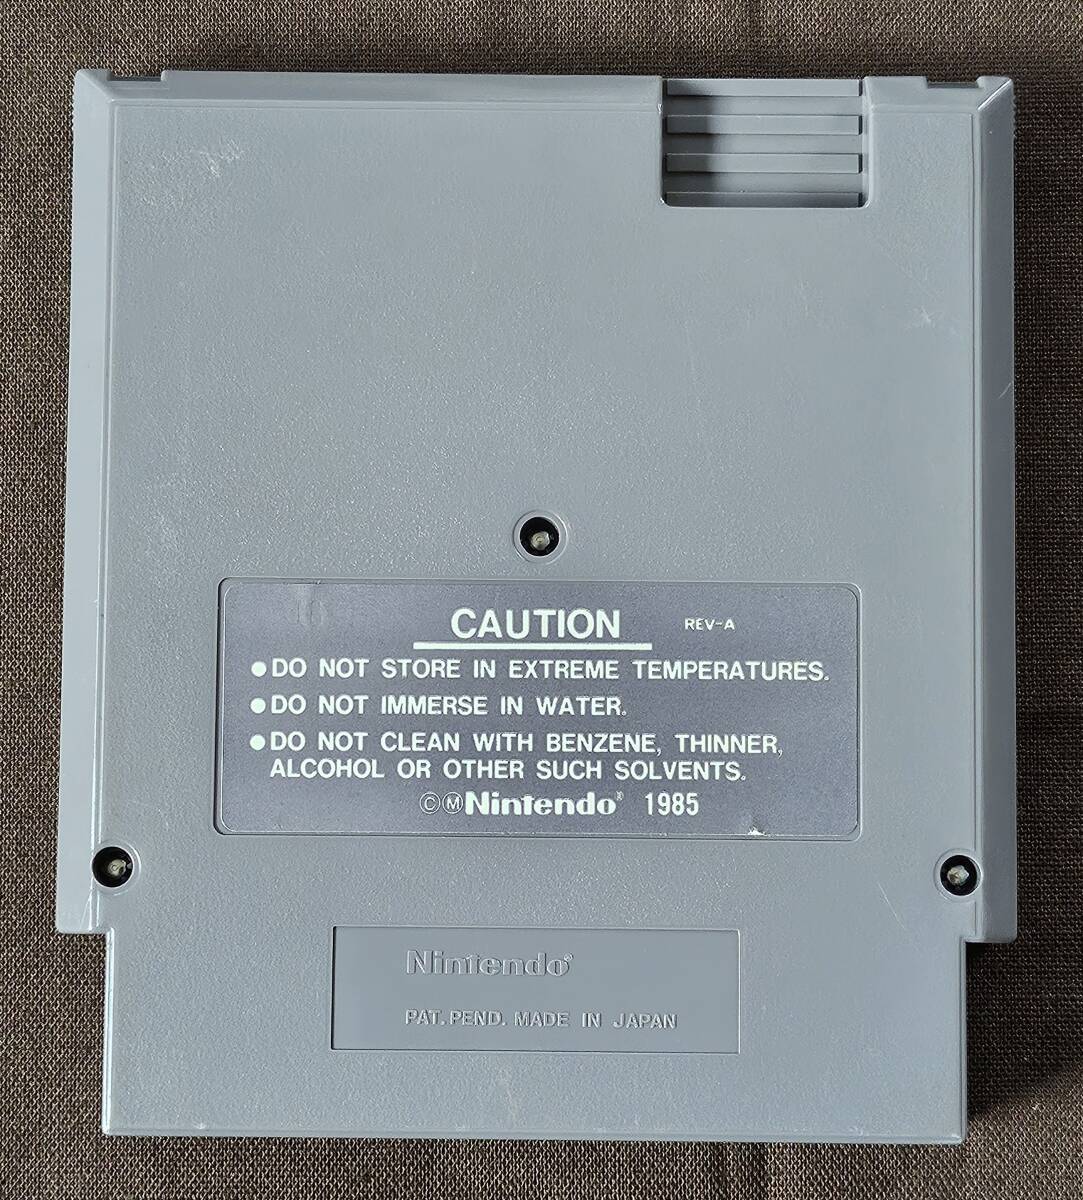 CAUTION REV-A
● DO NOT STORE IN EXTREME TEMPERATURES.
● DO NOT IMMERSE IN WATER.
● DO NOT CLEAN WITH BENZENE, THINNER,
ALCOHOL OR OTHER SUCH SOLVENTS.
©Ⓜ Nintendo® 1985
Nintendo®
PAT. PEND. MADE IN JAPAN